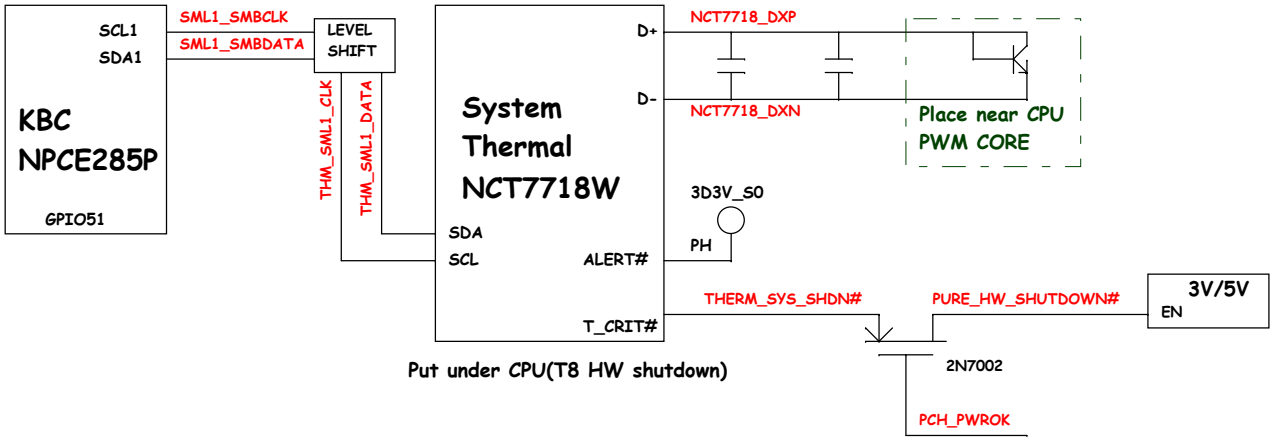 SML1_SMBCLK
SCL1
SML1_SMBDATA
SDA1
LEVEL
SHIFT
KBC
NPCE285P
GPIO51
THM_SML1_CLK
THM_SML1_DATA
System
Thermal
NCT7718W
D+
D-
SDA
SCL
ALERT#
T_CRIT#
NCT7718_DXP
NCT7718_DXN
Place near CPU
PWM CORE
3D3V_S0
PH
THERM_SYS_SHDN#
PURE_HW_SHUTDOWN#
3V/5V
EN
2N7002
PCH_PWROK
Put under CPU(T8 HW shutdown)